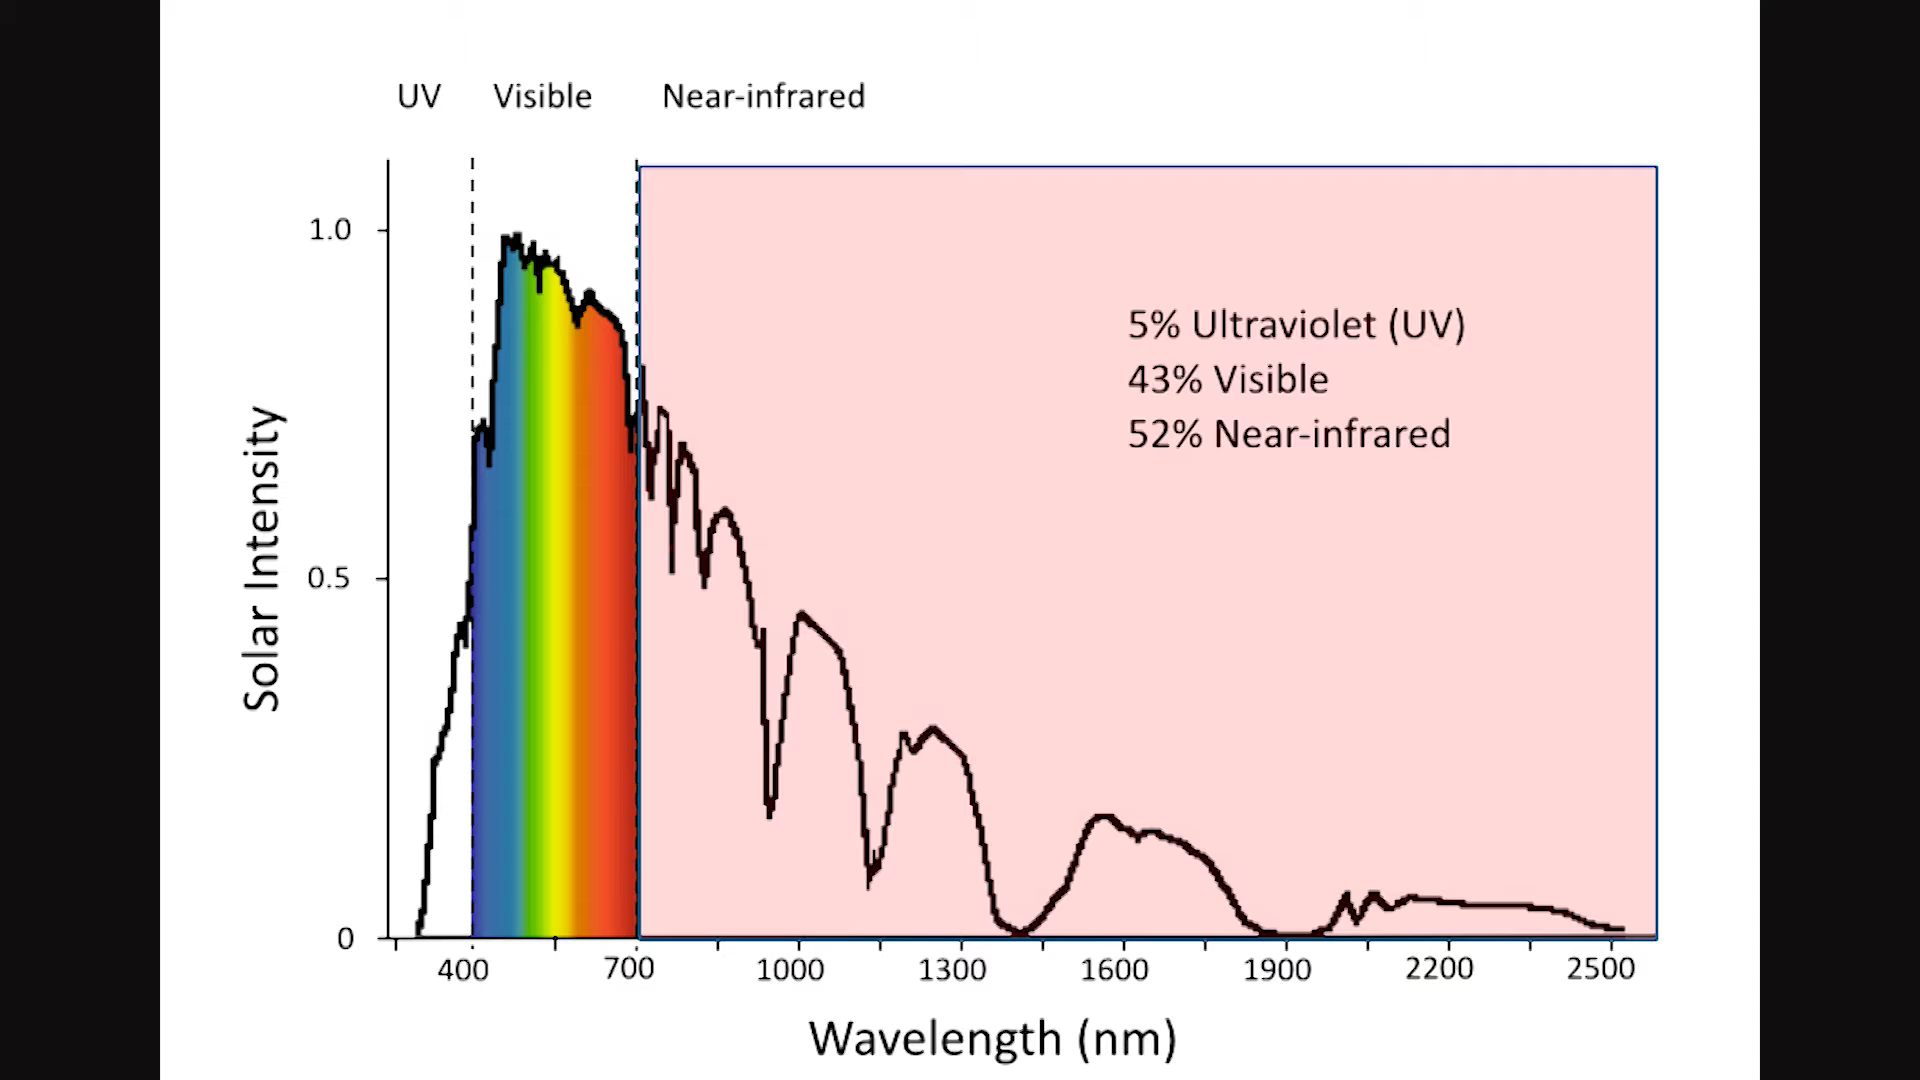 UV Visible Near-infrared
1.0
5% Ultraviolet (UV)
43% Visible
52% Near-infrared
Solar Intensity
0.5
0
400 700 1000 1300 1600 1900 2200 2500
Wavelength (nm)